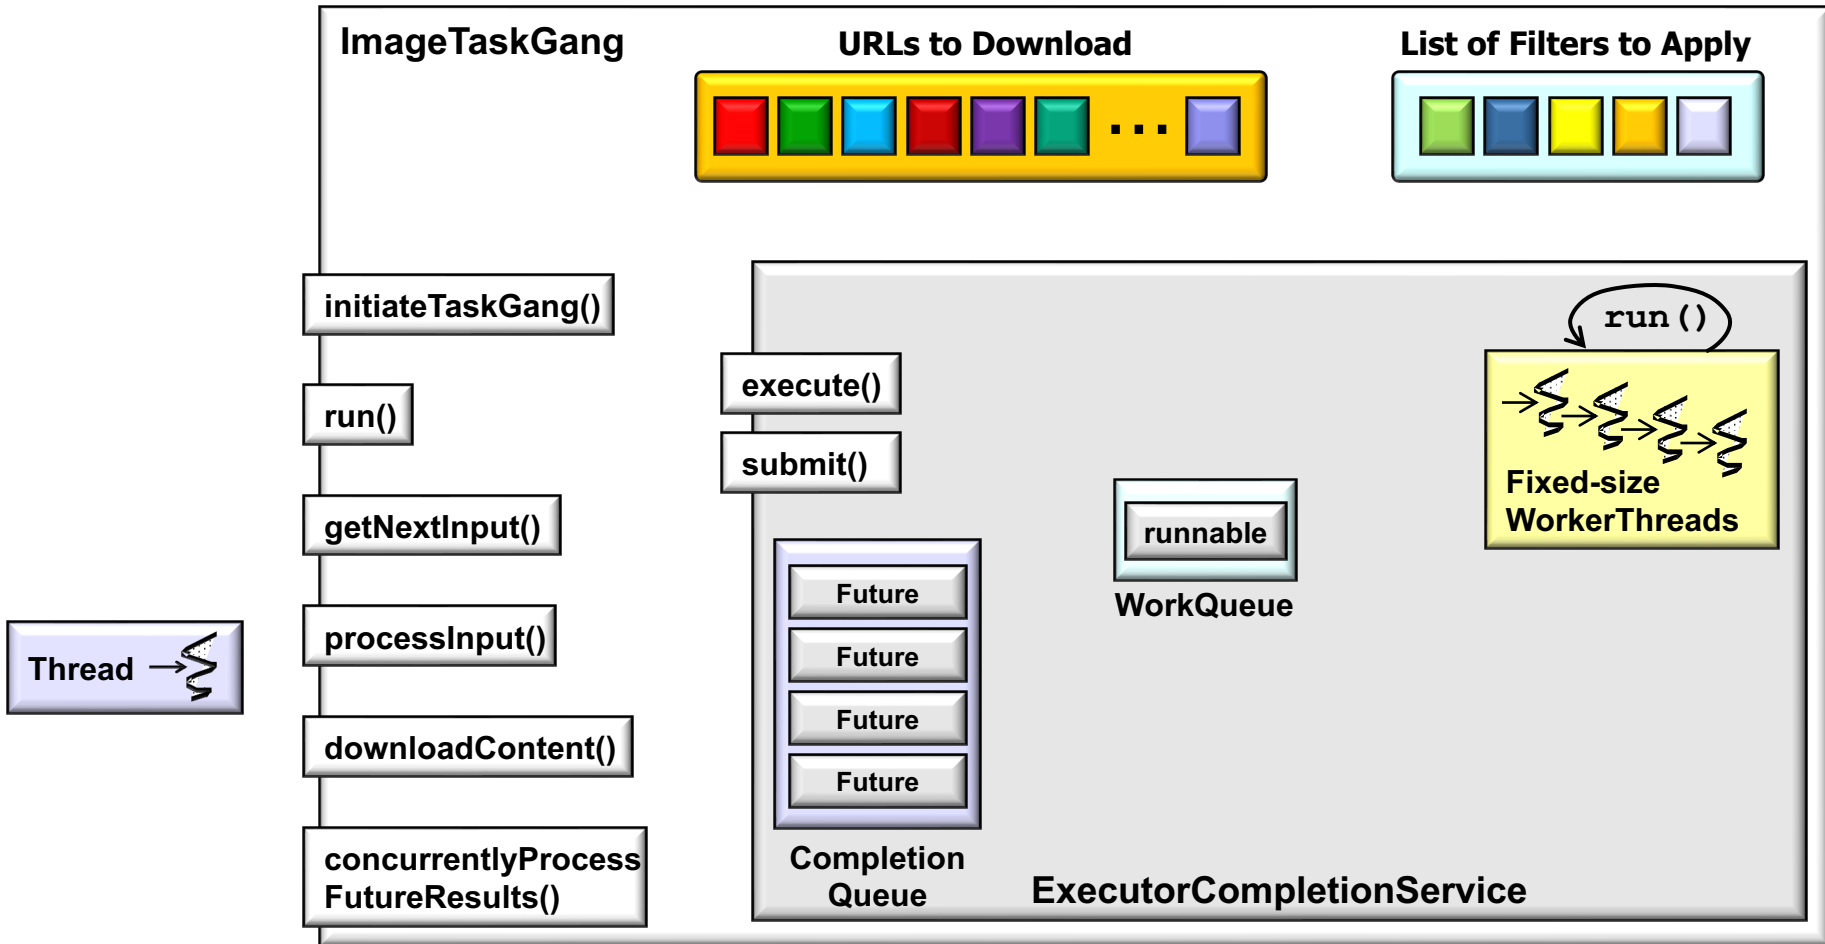 ImageTaskGang
URLs to Download
List of Filters to Apply
...
initiateTaskGang()
run()
getNextInput()
processInput()
downloadContent()
concurrentlyProcess
FutureResults()
Thread
execute()
submit()
Future
Future
Future
Future
Completion
Queue
runnable
WorkQueue
run()
Fixed-size
WorkerThreads
ExecutorCompletionService